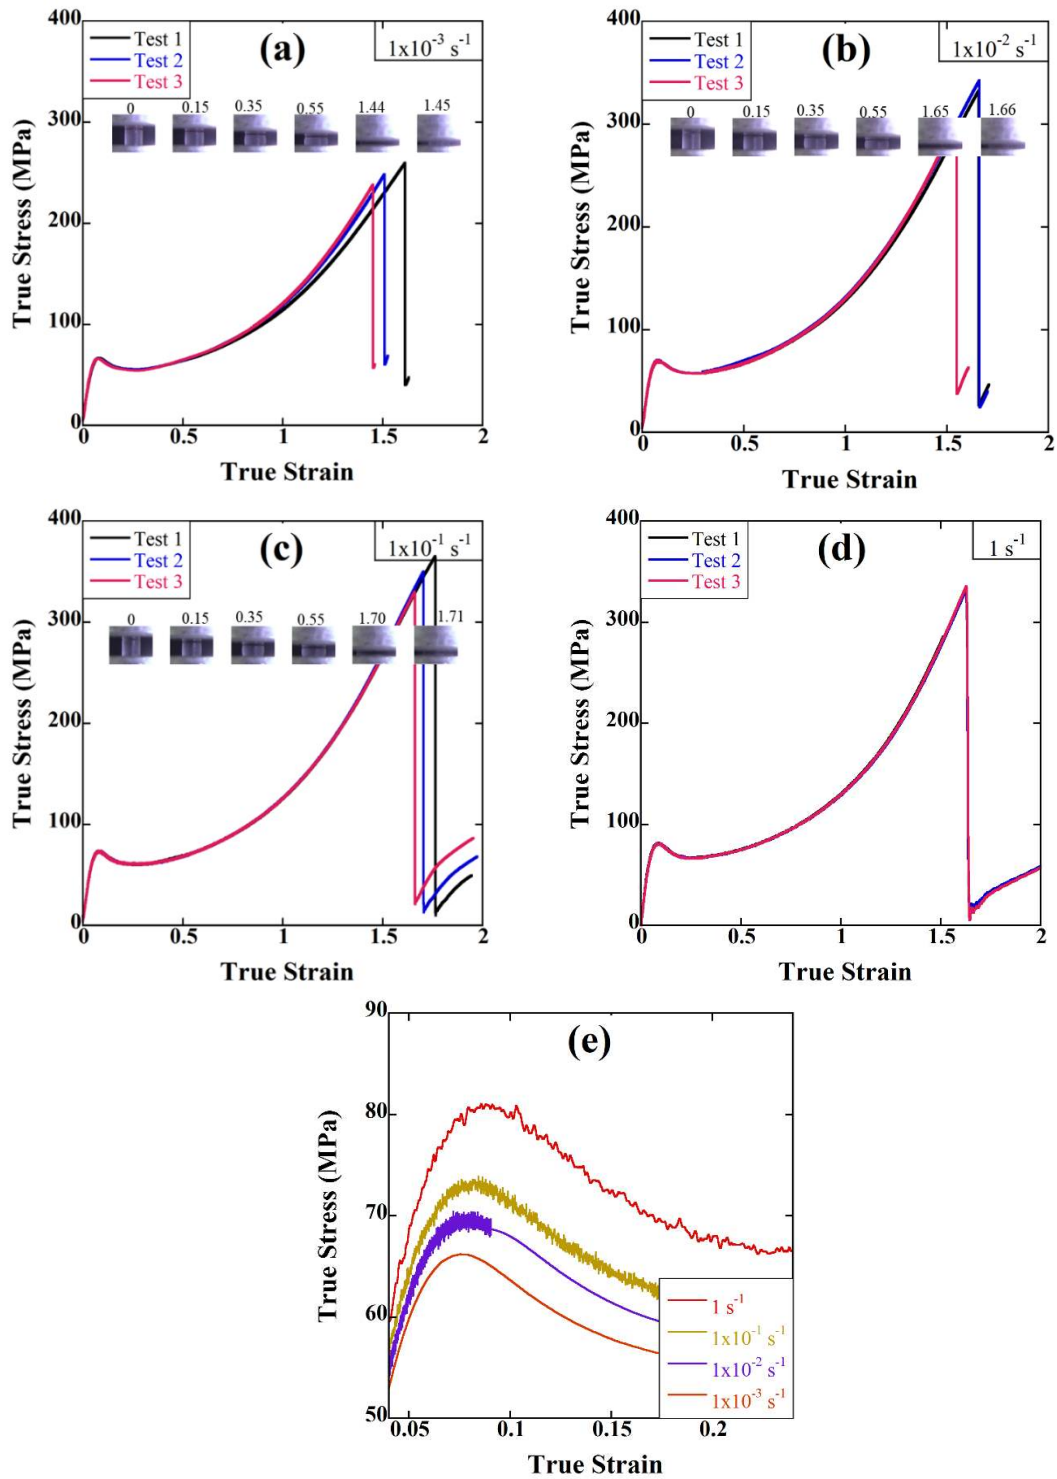 400
Test 1
Test 2
Test 3
(a)
1x10⁻³ s⁻¹
0 0.15 0.35 0.55 1.44 1.45
300
200
100
0
True Stress (MPa)
0 0.5 1 1.5 2
True Strain
400
Test 1
Test 2
Test 3
(b)
1x10⁻² s⁻¹
0 0.15 0.35 0.55 1.65 1.66
300
200
100
0
True Stress (MPa)
0 0.5 1 1.5 2
True Strain
400
Test 1
Test 2
Test 3
(c)
1x10⁻¹ s⁻¹
0 0.15 0.35 0.55 1.70 1.71
300
200
100
0
True Stress (MPa)
0 0.5 1 1.5 2
True Strain
400
Test 1
Test 2
Test 3
(d)
1 s⁻¹
300
200
100
0
True Stress (MPa)
0 0.5 1 1.5 2
True Strain
90
(e)
80
70
60
50
True Stress (MPa)
1 s⁻¹
1x10⁻¹ s⁻¹
1x10⁻² s⁻¹
1x10⁻³ s⁻¹
0.05 0.1 0.15 0.2
True Strain